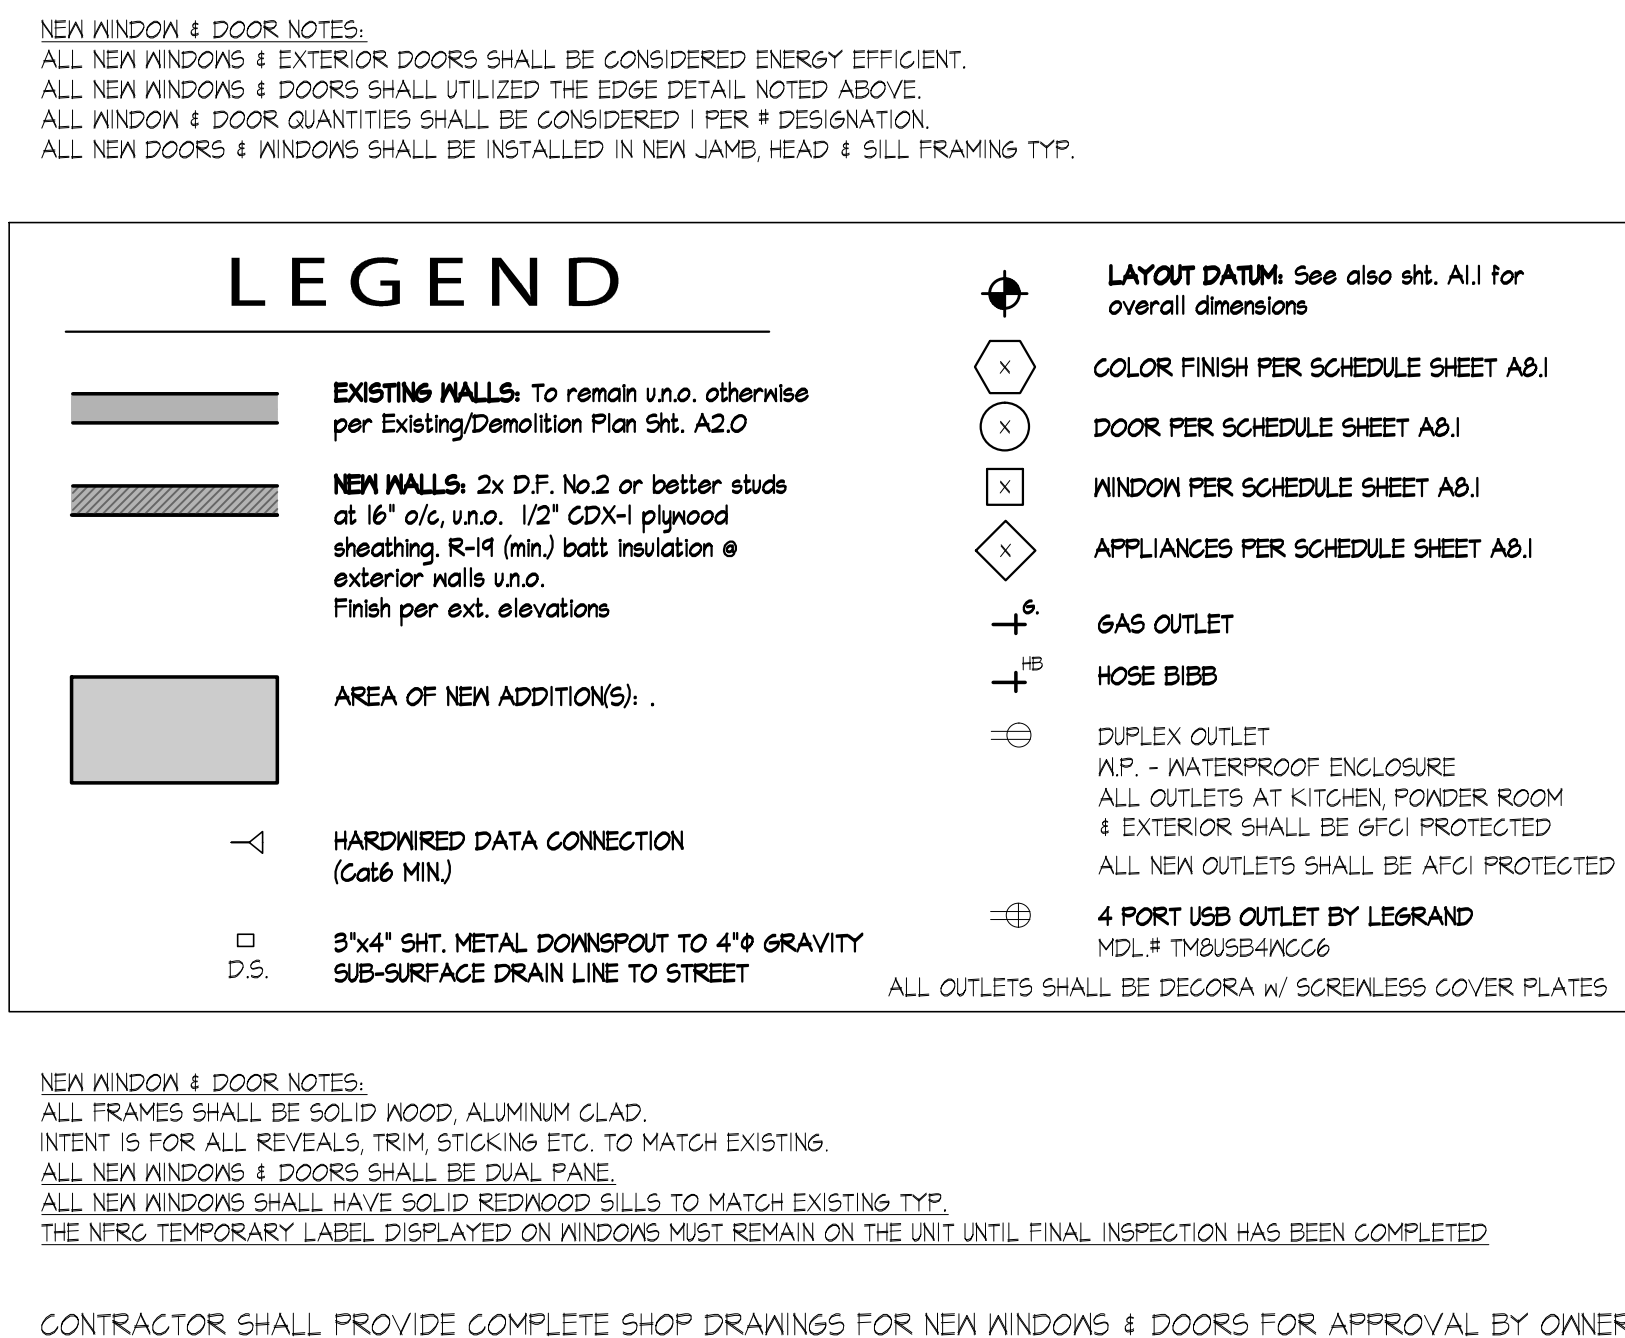 NEW WINDOW & DOOR NOTES:
ALL NEW WINDOWS & EXTERIOR DOORS SHALL BE CONSIDERED ENERGY EFFICIENT.
ALL NEW WINDOWS & DOORS SHALL UTILIZED THE EDGE DETAIL NOTED ABOVE.
ALL WINDOW & DOOR QUANTITIES SHALL BE CONSIDERED 1 PER # DESIGNATION.
ALL NEW DOORS & WINDOWS SHALL BE INSTALLED IN NEW JAMB, HEAD & SILL FRAMING TYP.
LEGEND
EXISTING WALLS: To remain u.n.o. otherwise
per Existing/Demolition Plan Sht. A2.0
NEW WALLS: 2x D.F. No.2 or better studs
at 16" o/c, u.n.o. 1/2" CDX-1 plywood
sheathing. R-19 (min.) batt insulation @
exterior walls u.n.o.
Finish per ext. elevations
AREA OF NEW ADDITION(S): .
HARDWIRED DATA CONNECTION
(Cat6 MIN.)
D.S.
3"x4" SHT. METAL DOWNSPOUT TO 4"Φ GRAVITY
SUB-SURFACE DRAIN LINE TO STREET
LAYOUT DATUM: See also sht. A1.1 for
overall dimensions
X
COLOR FINISH PER SCHEDULE SHEET A8.1
X
DOOR PER SCHEDULE SHEET A8.1
X
WINDOW PER SCHEDULE SHEET A8.1
X
APPLIANCES PER SCHEDULE SHEET A8.1
G.
GAS OUTLET
HB
HOSE BIBB
DUPLEX OUTLET
W.P. - WATERPROOF ENCLOSURE
ALL OUTLETS AT KITCHEN, POWDER ROOM
& EXTERIOR SHALL BE GFCI PROTECTED
ALL NEW OUTLETS SHALL BE AFCI PROTECTED
4 PORT USB OUTLET BY LEGRAND
MDL.# TM8USB4WCC6
ALL OUTLETS SHALL BE DECORA w/ SCREWLESS COVER PLATES
NEW WINDOW & DOOR NOTES:
ALL FRAMES SHALL BE SOLID WOOD, ALUMINUM CLAD.
INTENT IS FOR ALL REVEALS, TRIM, STICKING ETC. TO MATCH EXISTING.
ALL NEW WINDOWS & DOORS SHALL BE DUAL PANE.
ALL NEW WINDOWS SHALL HAVE SOLID REDWOOD SILLS TO MATCH EXISTING TYP.
THE NFRC TEMPORARY LABEL DISPLAYED ON WINDOWS MUST REMAIN ON THE UNIT UNTIL FINAL INSPECTION HAS BEEN COMPLETED
CONTRACTOR SHALL PROVIDE COMPLETE SHOP DRAWINGS FOR NEW WINDOWS & DOORS FOR APPROVAL BY OWNER